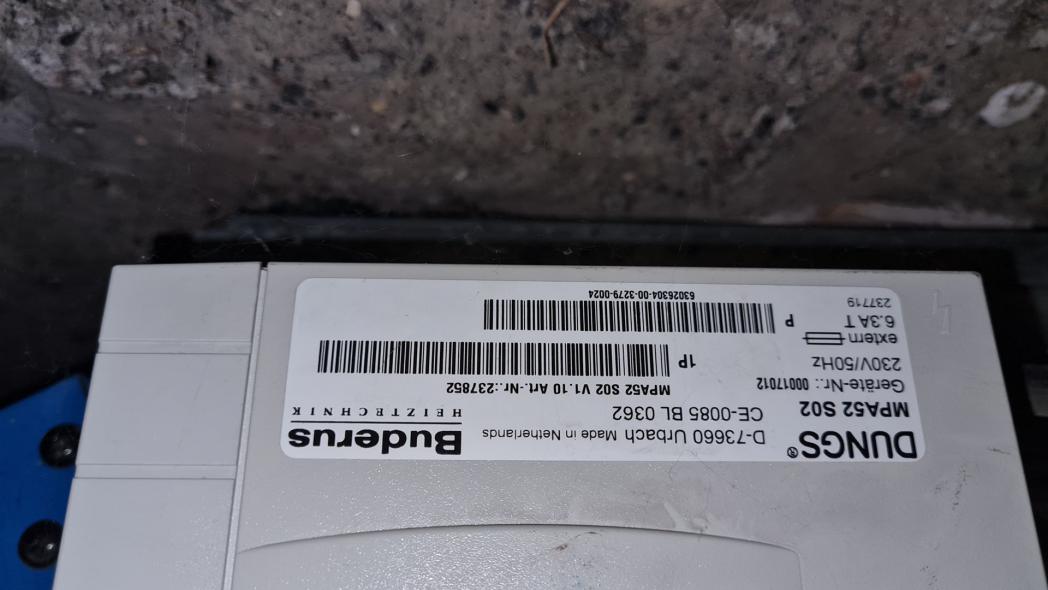 DUNGS® D-73660 Urbach Made in Netherlands Buderus
HEIZTECHNIK
MPA52 S02 CE-0085 BL 0362
Geräte-Nr.: 00017012 MPA52 S02 V1.10 Art.-Nr.:237852
230V/50Hz 1P
extern
6.3A T P
237719 63026304-00-3279-0024